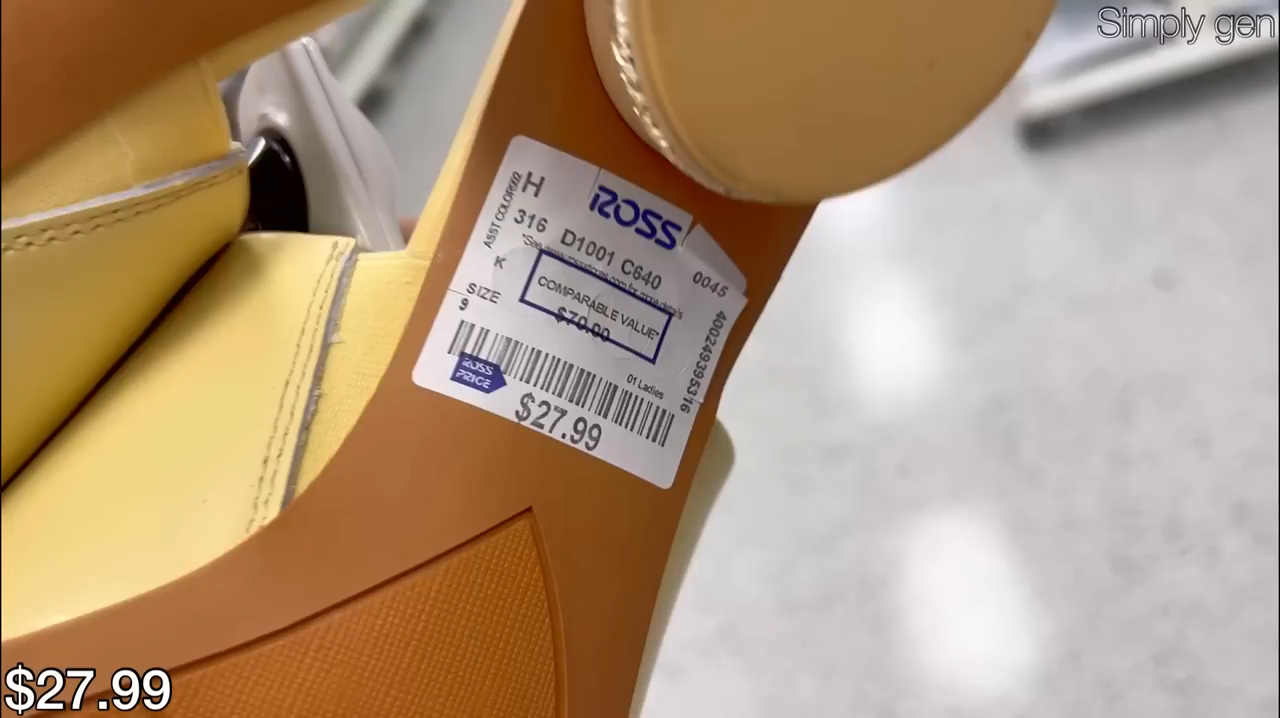 Simply gen
H
ROSS
ASST COLOR
316 D1001 C640 0045
K
COMPARABLE VALUE*
$79.00
SIZE
9
400249395316
01 Ladies
ROSS
PRICE
$27.99
$27.99